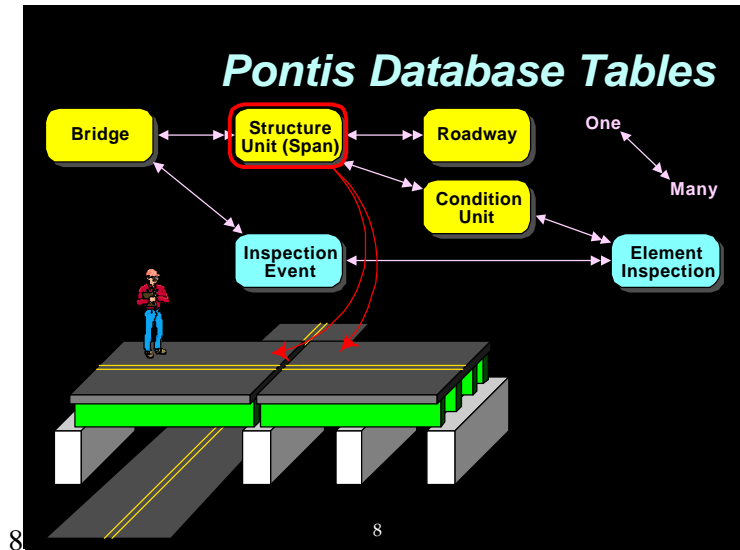 Pontis Database Tables
Bridge
Structure
Unit (Span)
Roadway
One
Many
Condition
Unit
Inspection
Event
Element
Inspection
8
8